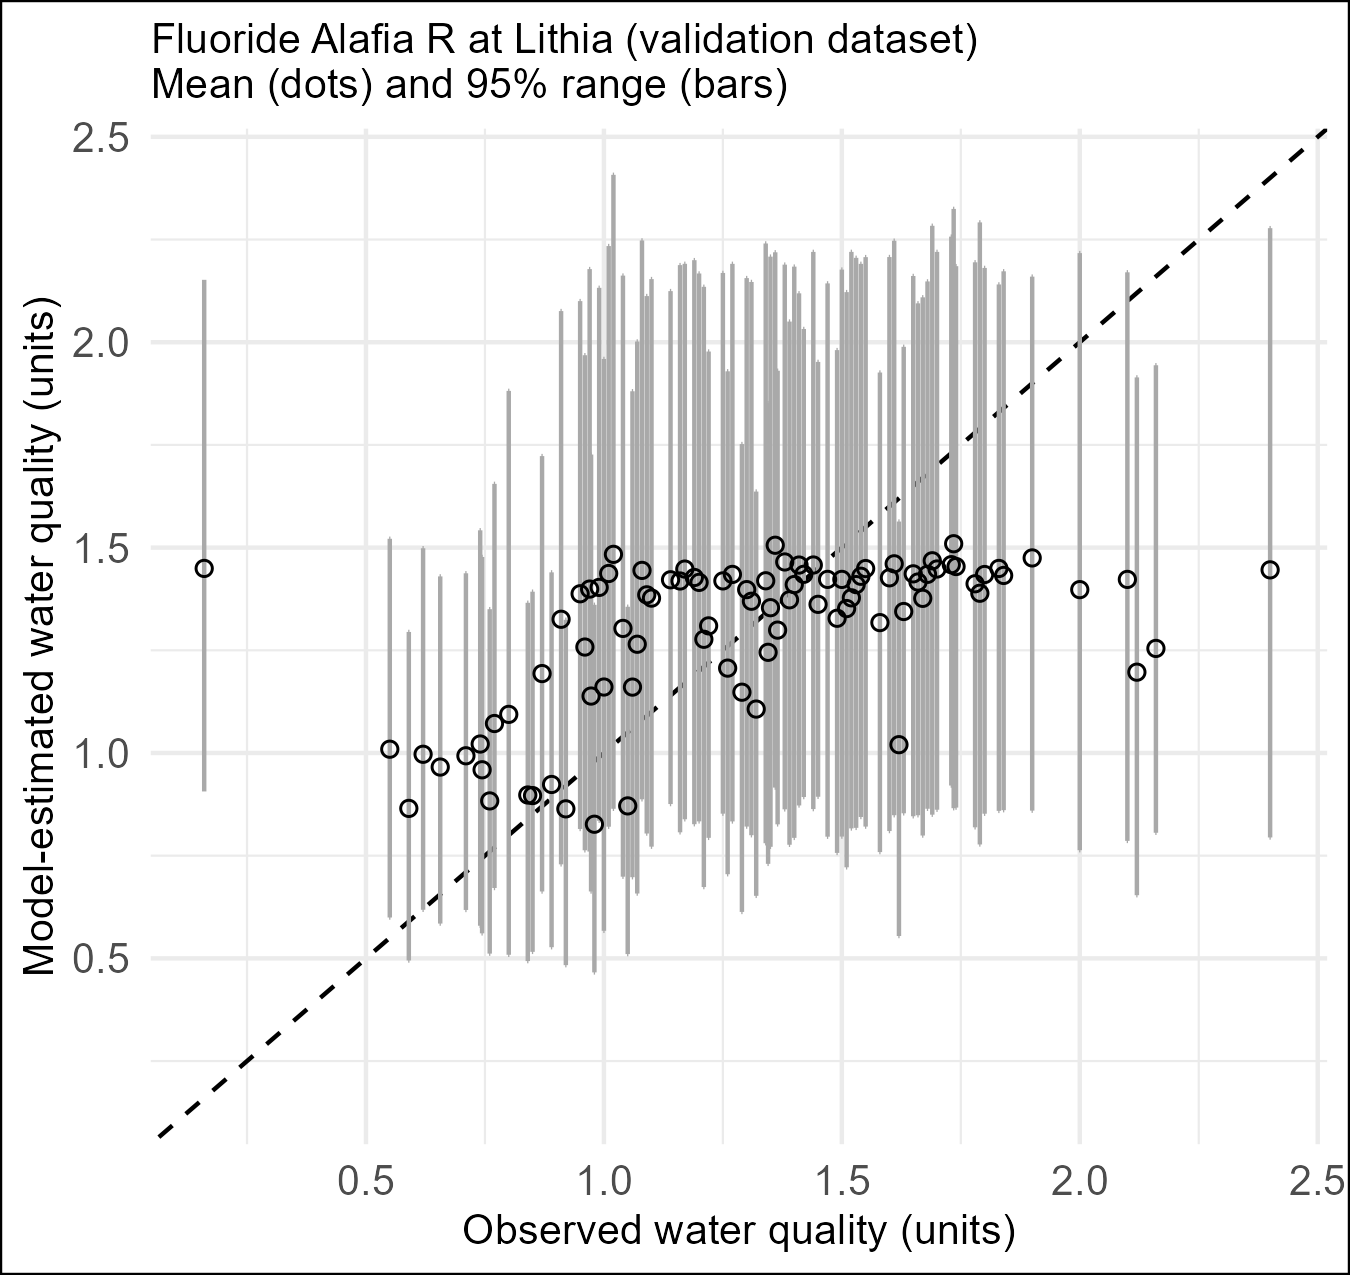 Fluoride Alafia R at Lithia (validation dataset)
Mean (dots) and 95% range (bars)
2.5
2.0
1.5
1.0
0.5
Model-estimated water quality (units)
0.5 1.0 1.5 2.0 2.5
Observed water quality (units)